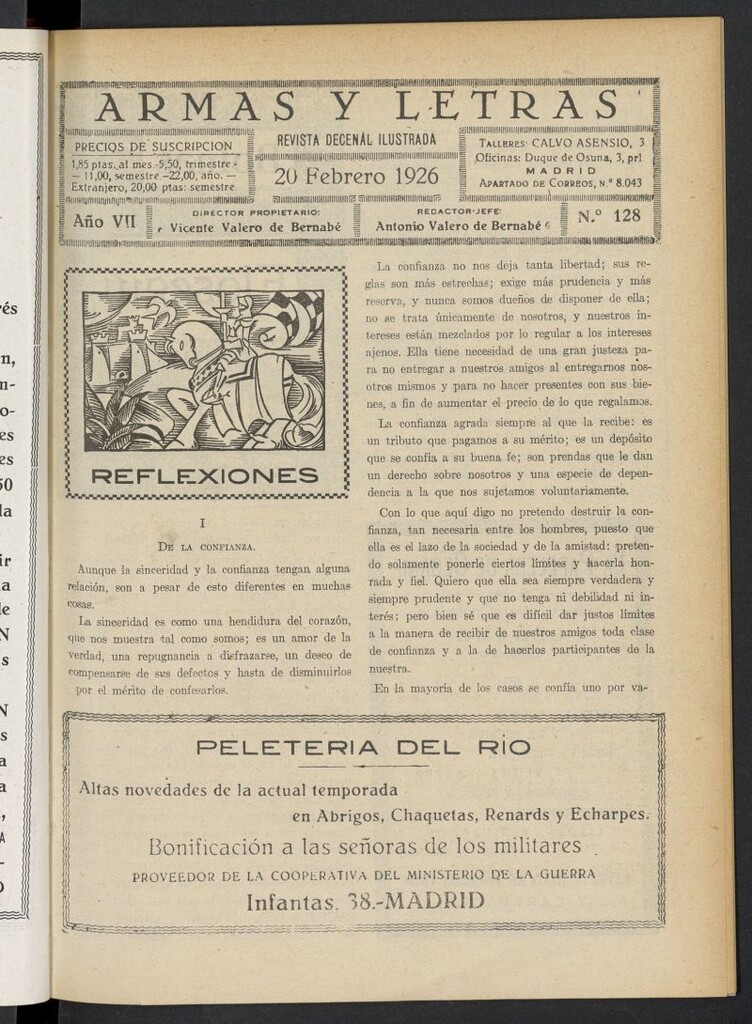 ARMAS Y LETRAS
PRECIOS DE SUSCRIPCION
1,85 ptas. al mes -5,50, trimestre -
— 11,00, semestre -22,00, año. —
Extranjero, 20,00 ptas: semestre
REVISTA DECENAL ILUSTRADA
20 Febrero 1926
TALLERES: CALVO ASENSIO, 3
Oficinas: Duque de Osuna, 3, prl
MADRID
APARTADO DE CORREOS, N.º 8.043
Año VII
DIRECTOR PROPIETARIO:
Vicente Valero de Bernabé
REDACTOR-JEFE:
Antonio Valero de Bernabé
N.º 128
REFLEXIONES
I
DE LA CONFIANZA.
Aunque la sinceridad y la confianza tengan alguna
relación, son a pesar de esto diferentes en muchas
cosas.
La sinceridad es como una hendidura del corazón,
que nos muestra tal como somos; es un amor de la
verdad, una repugnancia a disfrazarse, un deseo de
compensarse de sus defectos y hasta de disminuirlos
por el mérito de confesarlos.
La confianza no nos deja tanta libertad; sus re-
glas son más estrechas; exige más prudencia y más
reserva, y nunca somos dueños de disponer de ella;
no se trata únicamente de nosotros, y nuestros in-
tereses están mezclados por lo regular a los intereses
njenos. Ella tiene necesidad de una gran justeza pa-
ra no entregar a nuestros amigos al entregarnos nos-
otros mismos y para no hacer presentes con sus bie-
nes, a fin de aumentar el precio de lo que regalamos.
La confianza agrada siempre al que la recibe: es
un tributo que pagamos a su mérito; es un depósito
que se confía a su buena fe; son prendas que le dan
un derecho sobre nosotros y una especie de depen-
dencia a la que nos sujetamos voluntariamente.
Con lo que aquí digo no pretendo destruir la con-
fianza, tan necesaria entre los hombres, puesto que
ella es el lazo de la sociedad y de la amistad: preten-
do solamente ponerle ciertos límites y hacerla hon-
rada y fiel. Quiero que ella sea siempre verdadera y
siempre prudente y que no tenga ni debilidad ni in-
terés; pero bien sé que es difícil dar justos límites
a la manera de recibir de nuestros amigos toda clase
de confianza y a la de hacerlos participantes de la
nuestra.
En la mayoría de los casos se confía uno por va-
PELETERIA DEL RIO
Altas novedades de la actual temporada
en Abrigos, Chaquetas, Renards y Echarpes.
Bonificación a las señoras de los militares
PROVEEDOR DE LA COOPERATIVA DEL MINISTERIO DE LA GUERRA
Infantas, 38.-MADRID